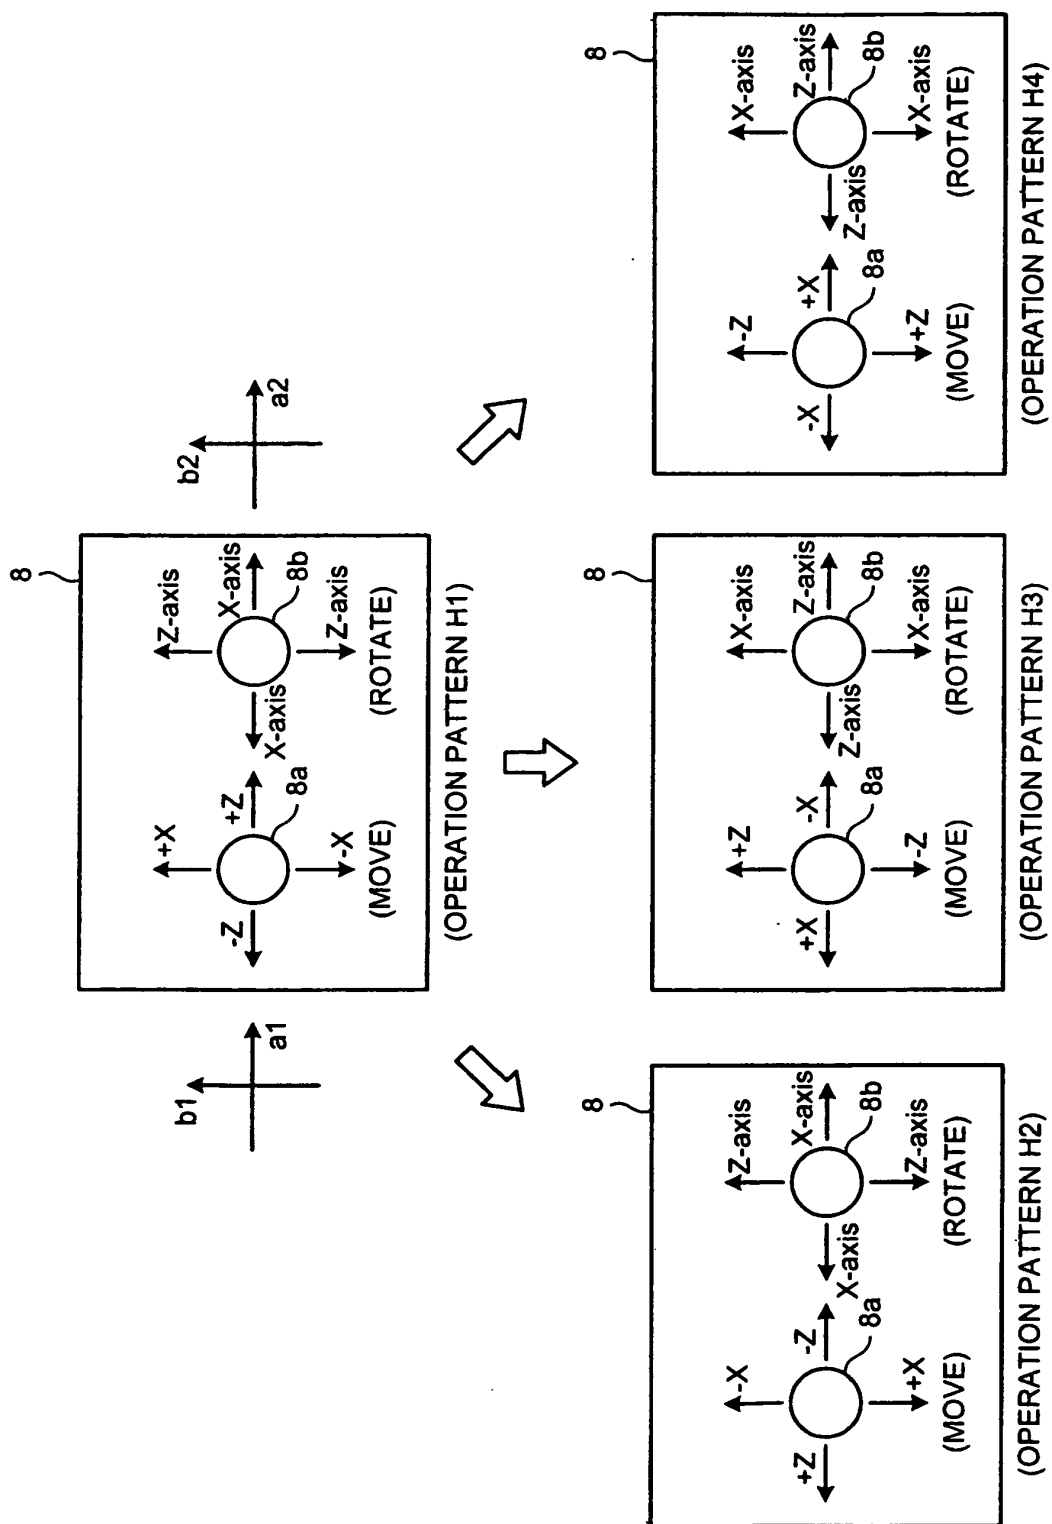 8
b1
a1
+X
-Z
+Z
-X
8a
(MOVE)
Z-axis
X-axis
X-axis
Z-axis
8b
(ROTATE)
b2
a2
(OPERATION PATTERN H1)
8
-X
+Z
-Z
+X
8a
(MOVE)
Z-axis
X-axis
X-axis
Z-axis
8b
(ROTATE)
(OPERATION PATTERN H2)
8
+Z
+X
-X
-Z
8a
(MOVE)
X-axis
Z-axis
Z-axis
X-axis
8b
(ROTATE)
(OPERATION PATTERN H3)
8
-Z
-X
+X
+Z
8a
(MOVE)
X-axis
Z-axis
Z-axis
X-axis
8b
(ROTATE)
(OPERATION PATTERN H4)